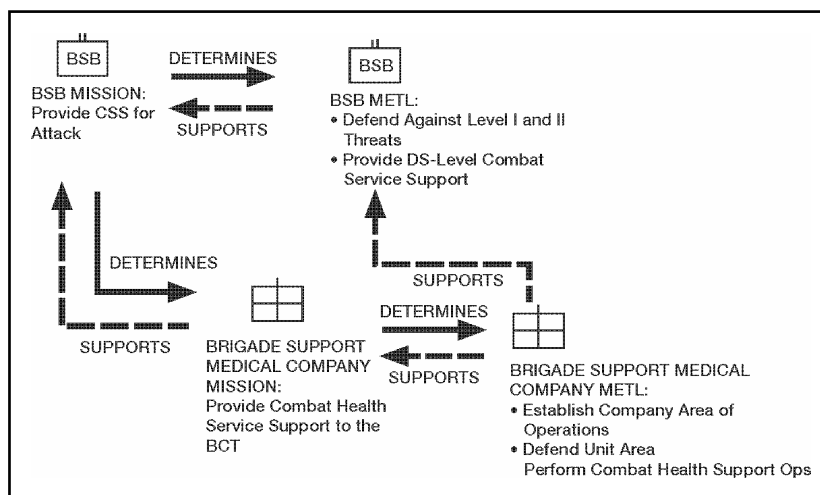 BSB
DETERMINES
BSB
BSB MISSION:
Provide CSS for
Attack
SUPPORTS
BSB METL:
• Defend Against Level I and II
Threats
• Provide DS-Level Combat
Service Support
DETERMINES
SUPPORTS
SUPPORTS
DETERMINES
SUPPORTS
BRIGADE SUPPORT
MEDICAL COMPANY
MISSION:
Provide Combat Health
Service Support to the
BCT
BRIGADE SUPPORT MEDICAL
COMPANY METL:
• Establish Company Area of
Operations
• Defend Unit Area
Perform Combat Health Support Ops